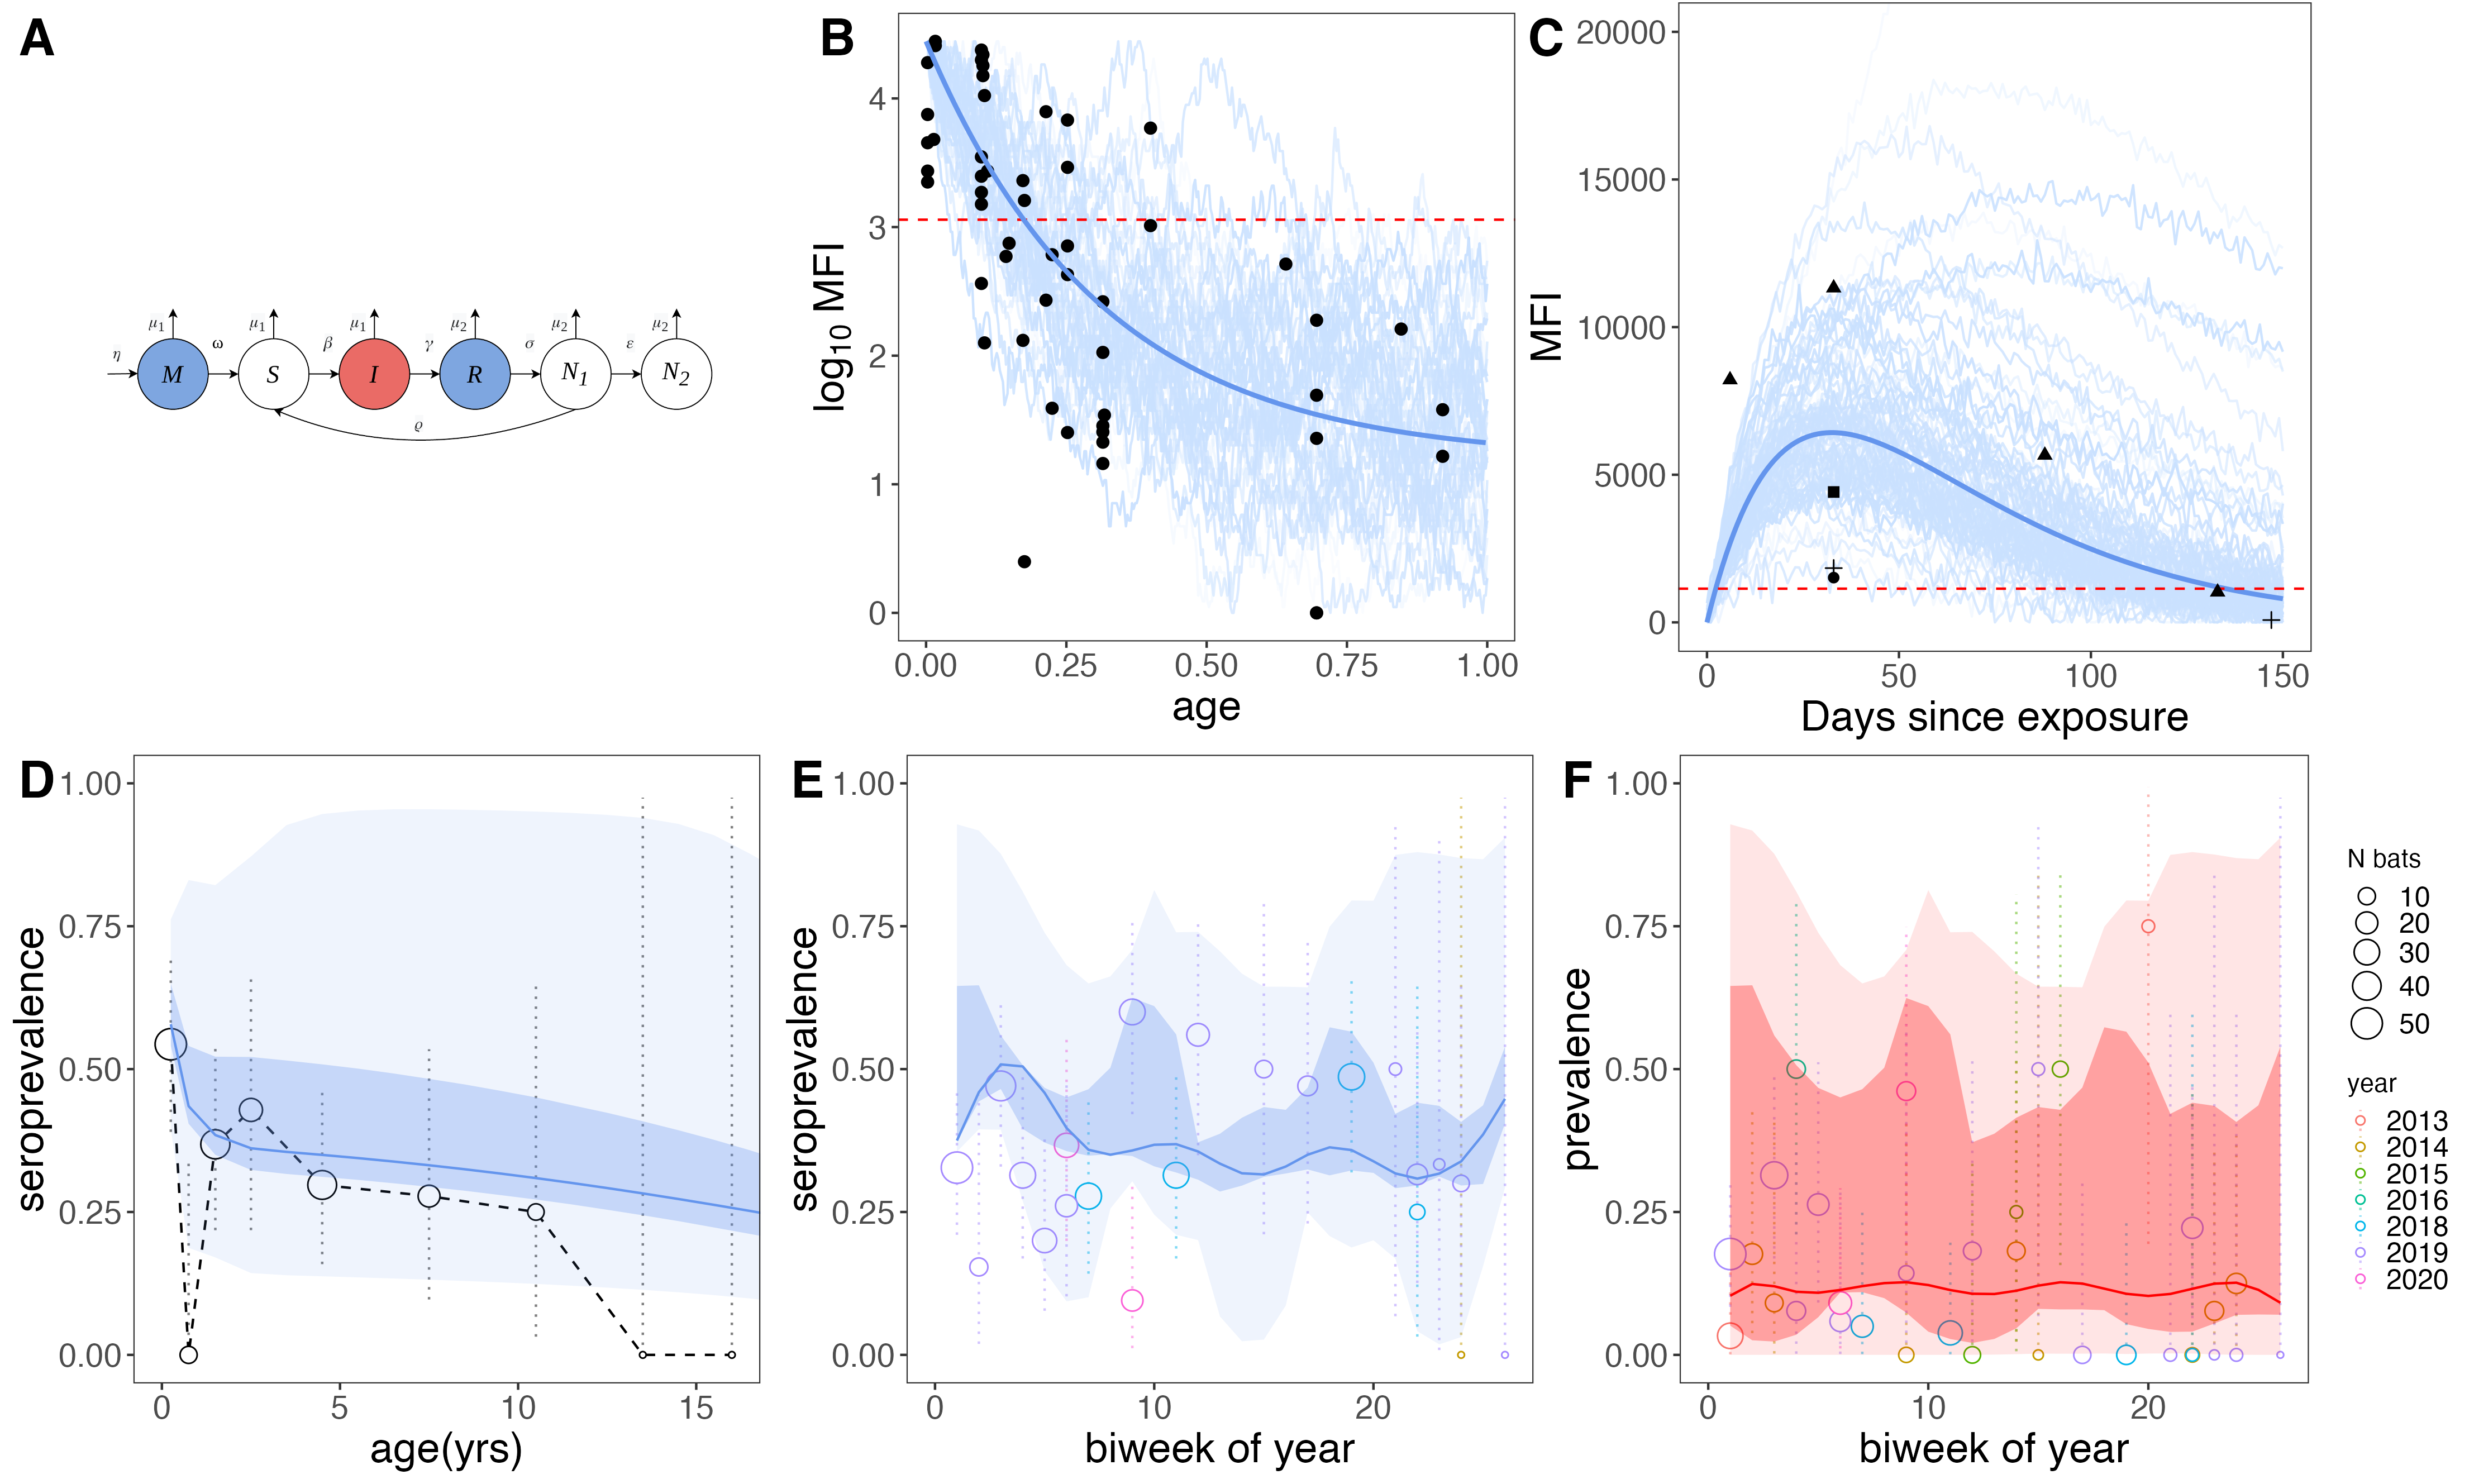 A
η
μ1
ω
μ1
β
μ1
γ
μ2
σ
μ2
ε
μ2
M
S
I
R
N1
N2
ϱ
B
log10 MFI
4
3
2
1
0
0.00
0.25
0.50
0.75
1.00
age
C
MFI
20000
15000
10000
5000
0
0
50
100
150
Days since exposure
D
seroprevalence
1.00
0.75
0.50
0.25
0.00
0
5
10
15
age(yrs)
E
seroprevalence
1.00
0.75
0.50
0.25
0.00
0
10
20
biweek of year
F
prevalence
1.00
0.75
0.50
0.25
0.00
0
10
20
biweek of year
N bats
10
20
30
40
50
year
2013
2014
2015
2016
2018
2019
2020